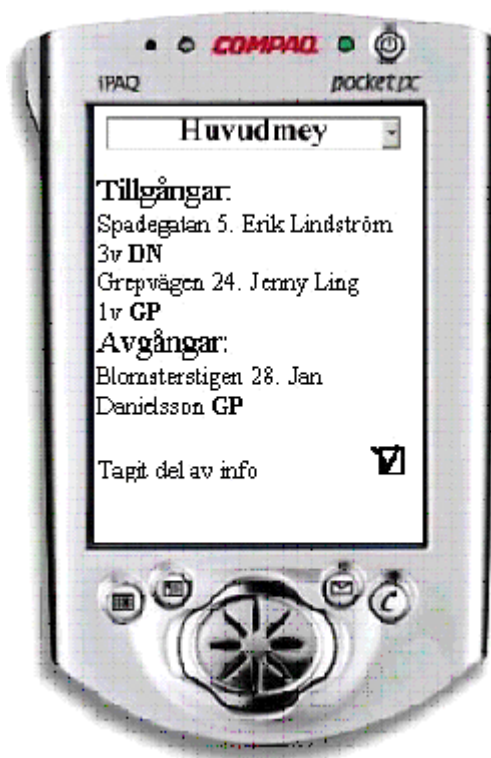 COMPAQ
iPAQ pocket pc
Huvudmey
Tillgångar:
Spadegatan 5. Erik Lindström
3v DN
Grepvägen 24. Jenny Ling
1v GP
Avgångar:
Blomsterstigen 28. Jan
Danielsson GP
Tagit del av info